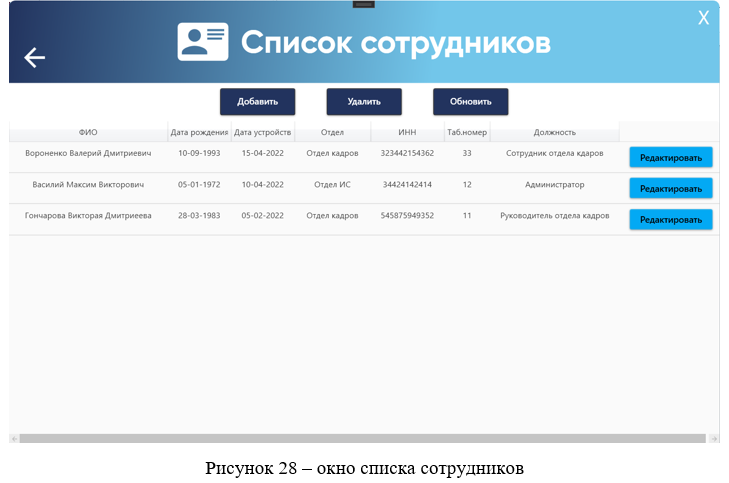 X
Список сотрудников
Добавить Удалить Обновить
ФИО Дата рождения Дата устройств Отдел ИНН Таб.номер Должность
Вороненко Валерий Дмитриевич 10-09-1993 15-04-2022 Отдел кадров 323442154362 33 Сотрудник отдела кдаров Редактировать
Василий Максим Викторович 05-01-1972 10-04-2022 Отдел ИС 34424142414 12 Администратор Редактировать
Гончарова Викторая Дмитриеева 28-03-1983 05-02-2022 Отдел кадров 545875949352 11 Руководитель отдела кадров Редактировать
Рисунок 28 – окно списка сотрудников